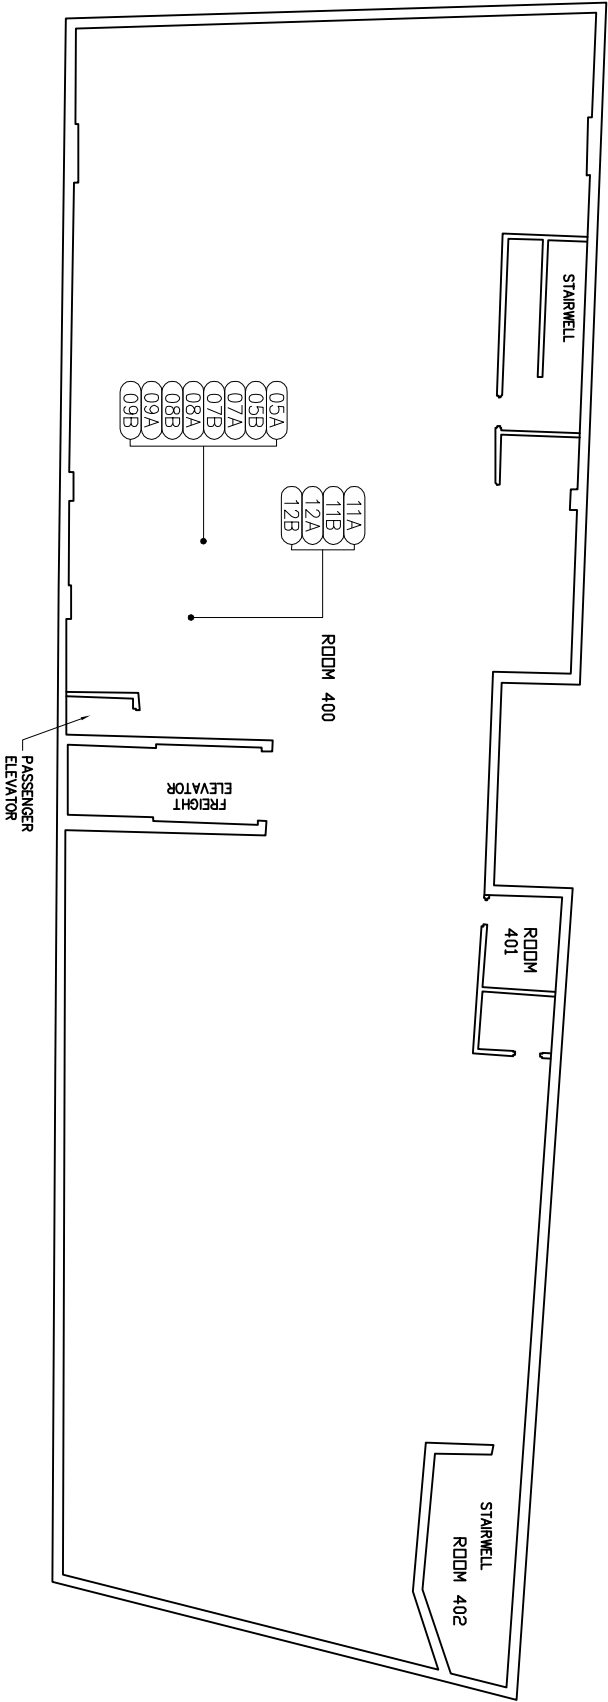 STAIRWELL
05A
05B
07A
07B
08A
08B
09A
09B
11A
11B
12A
12B
ROOM 400
PASSENGER
ELEVATOR
FREIGHT
ELEVATOR
ROOM
401
STAIRWELL
ROOM 402